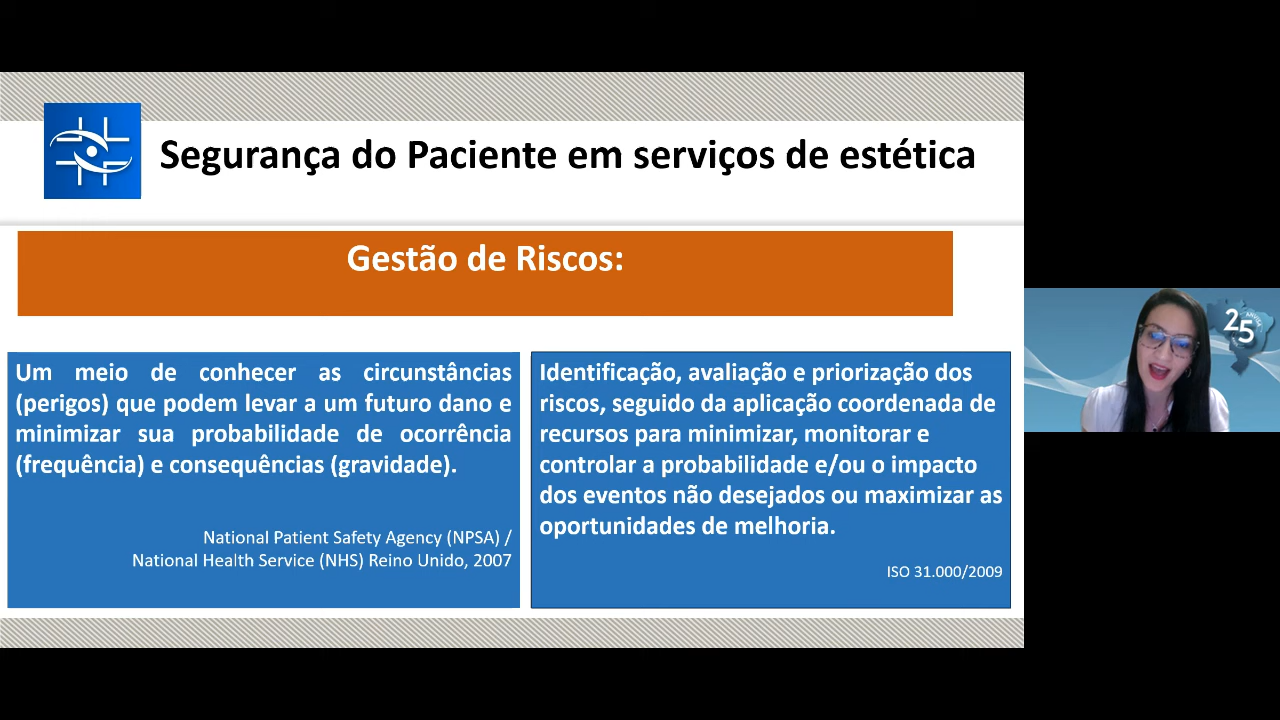 Segurança do Paciente em serviços de estética
Gestão de Riscos:
Um meio de conhecer as circunstâncias
(perigos) que podem levar a um futuro dano e
minimizar sua probabilidade de ocorrência
(frequência) e consequências (gravidade).
National Patient Safety Agency (NPSA) /
National Health Service (NHS) Reino Unido, 2007
Identificação, avaliação e priorização dos
riscos, seguido da aplicação coordenada de
recursos para minimizar, monitorar e
controlar a probabilidade e/ou o impacto
dos eventos não desejados ou maximizar as
oportunidades de melhoria.
ISO 31.000/2009
25